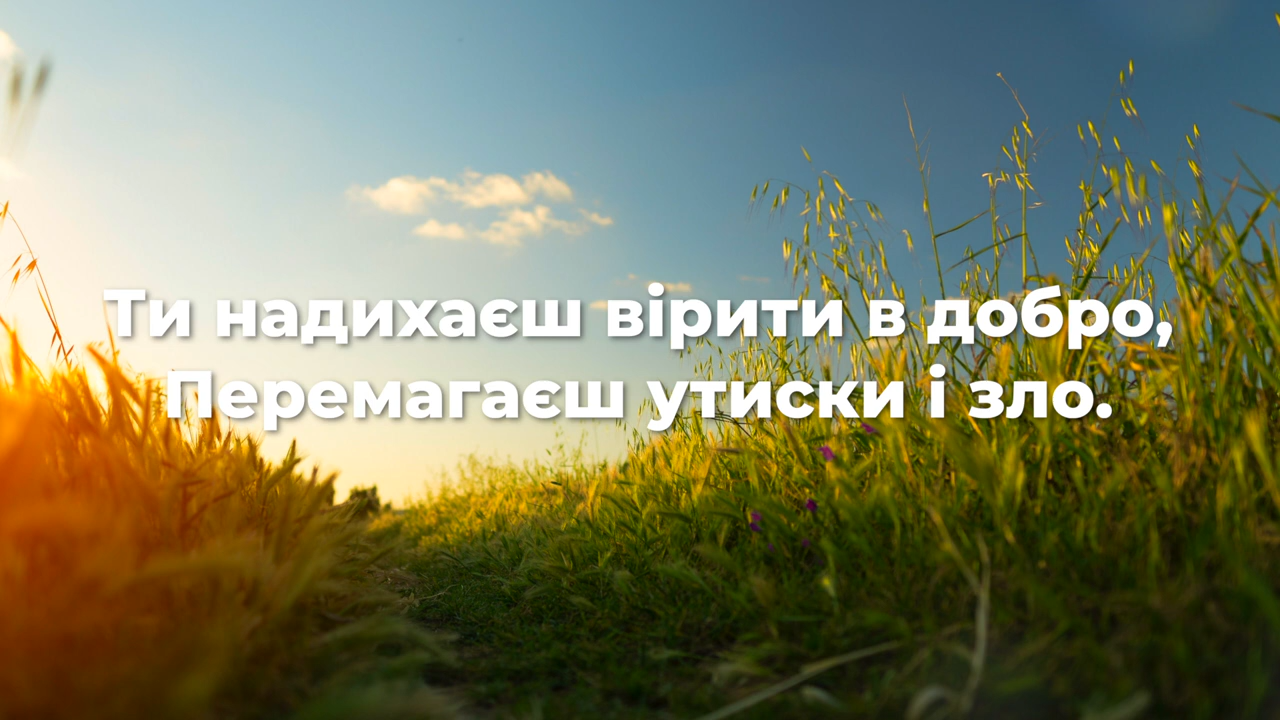 Ти надихаєш вірити в добро,
Перемагаєш утиски і зло.